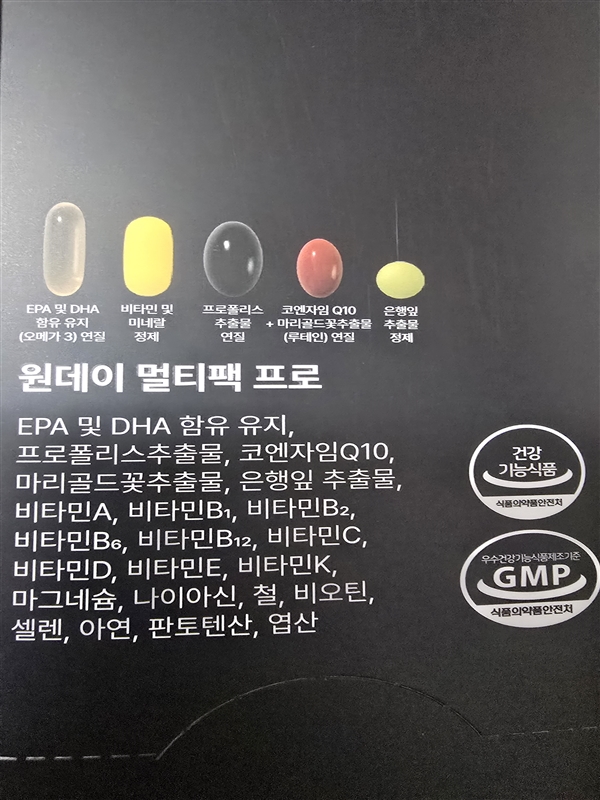 EPA 및 DHA
함유 유지
(오메가 3) 연질
비타민 및
미네랄
정제
프로폴리스
추출물
연질
코엔자임 Q10
+ 마리골드꽃추출물
(루테인) 연질
은행잎
추출물
정제
원데이 멀티팩 프로
EPA 및 DHA 함유 유지,
프로폴리스추출물, 코엔자임Q10,
마리골드꽃추출물, 은행잎 추출물,
비타민A, 비타민B₁, 비타민B₂,
비타민B₆, 비타민B₁₂, 비타민C,
비타민D, 비타민E, 비타민K,
마그네슘, 나이아신, 철, 비오틴,
셀렌, 아연, 판토텐산, 엽산
건강
기능식품
식품의약품안전처
우수건강기능식품제조기준
GMP
식품의약품안전처